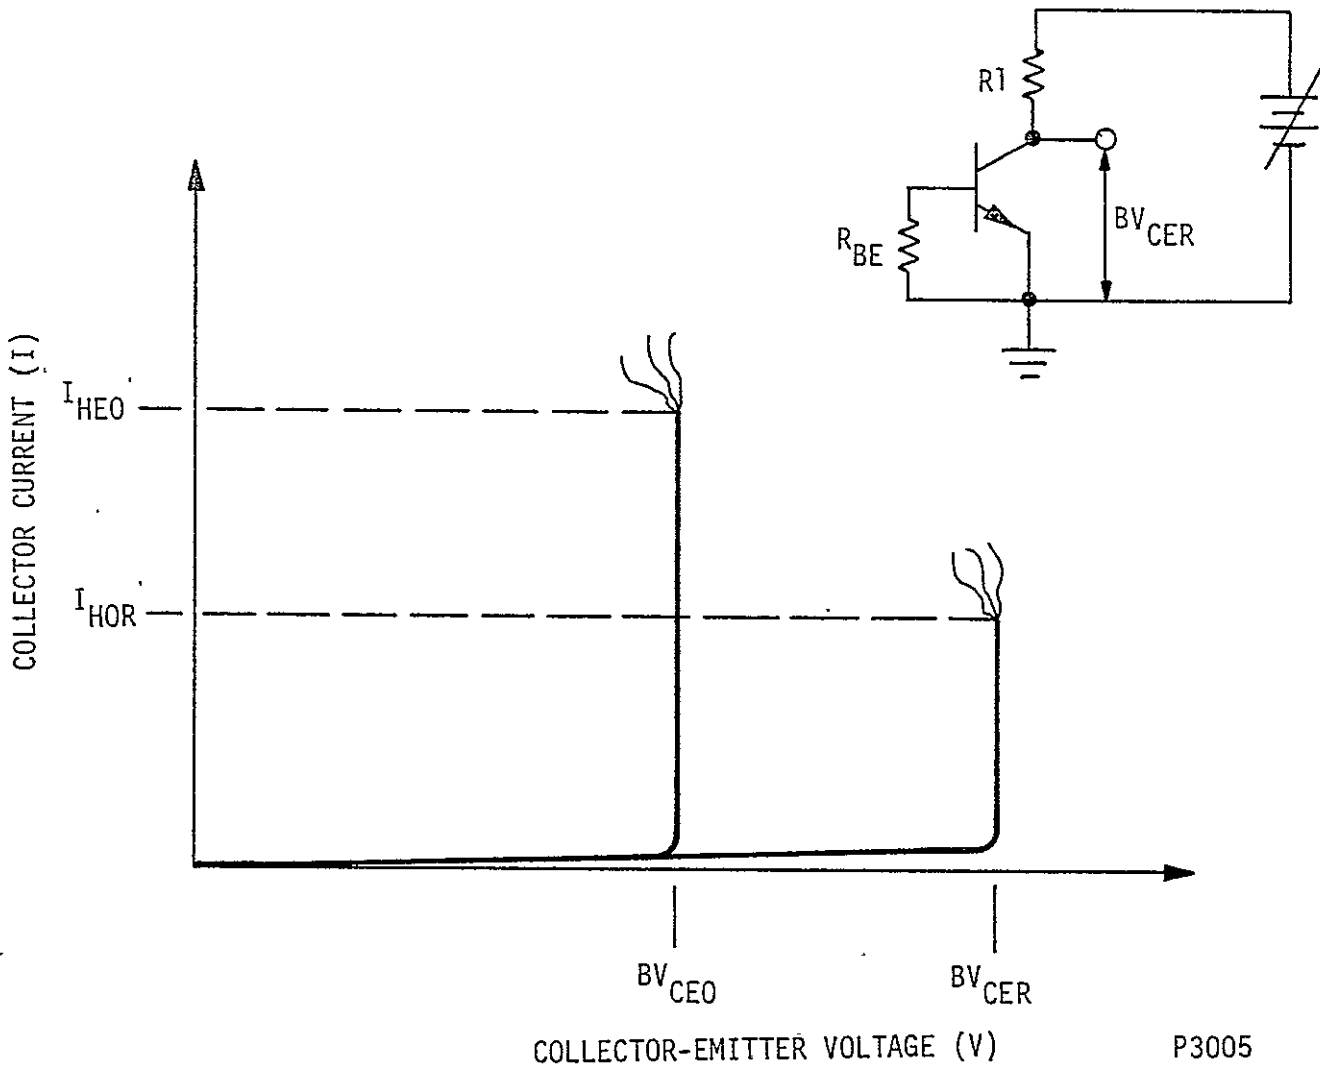 R1
R_BE
BV_CER
COLLECTOR CURRENT (I)
I_HEO
I_HOR
BV_CEO
BV_CER
COLLECTOR-EMITTER VOLTAGE (V)
P3005